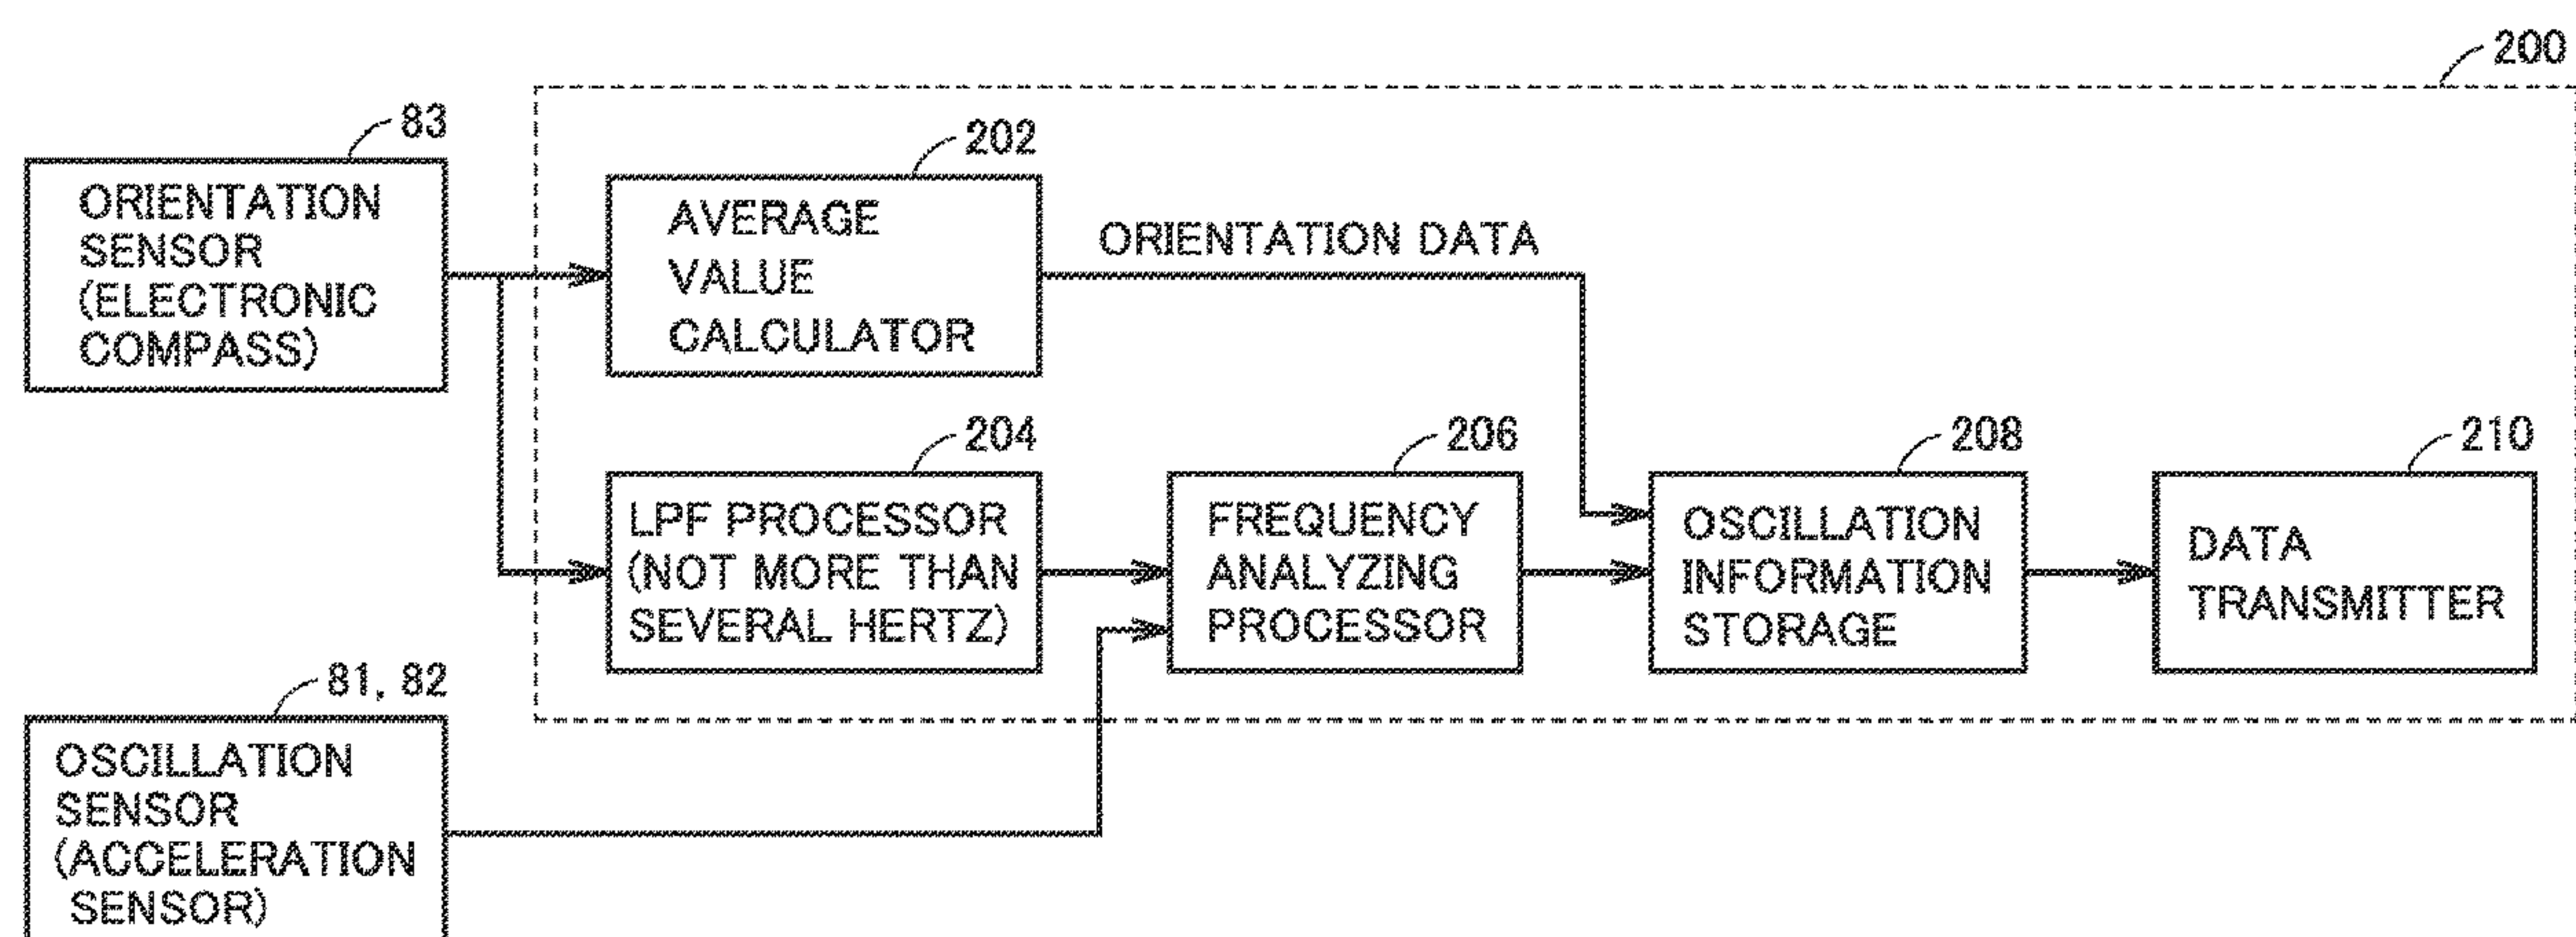 200
83
ORIENTATION
SENSOR
(ELECTRONIC
COMPASS)
202
AVERAGE
VALUE
CALCULATOR
ORIENTATION DATA
204
LPF PROCESSOR
(NOT MORE THAN
SEVERAL HERTZ)
206
FREQUENCY
ANALYZING
PROCESSOR
208
OSCILLATION
INFORMATION
STORAGE
210
DATA
TRANSMITTER
81, 82
OSCILLATION
SENSOR
(ACCELERATION
SENSOR)